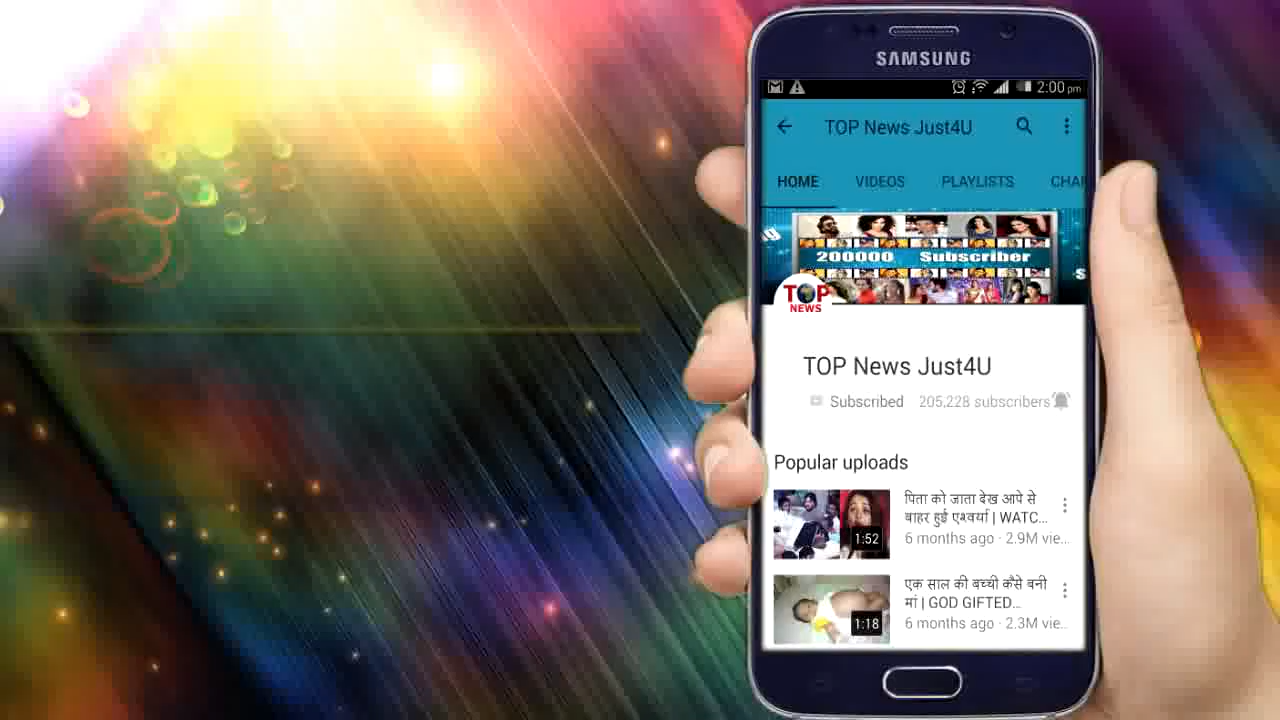 SAMSUNG
2:00 pm
TOP News Just4U
HOME VIDEOS PLAYLISTS CHA
200000 Subscriber
TOP
NEWS
TOP News Just4U
Subscribed 205,228 subscribers
Popular uploads
पिता को जाता देख आपे से
बाहर हुई एश्वर्या | WATC...
1:52
6 months ago · 2.9M vie...
एक साल की बच्ची कैसे बनी
मां | GOD GIFTED...
1:18
6 months ago · 2.3M vie...